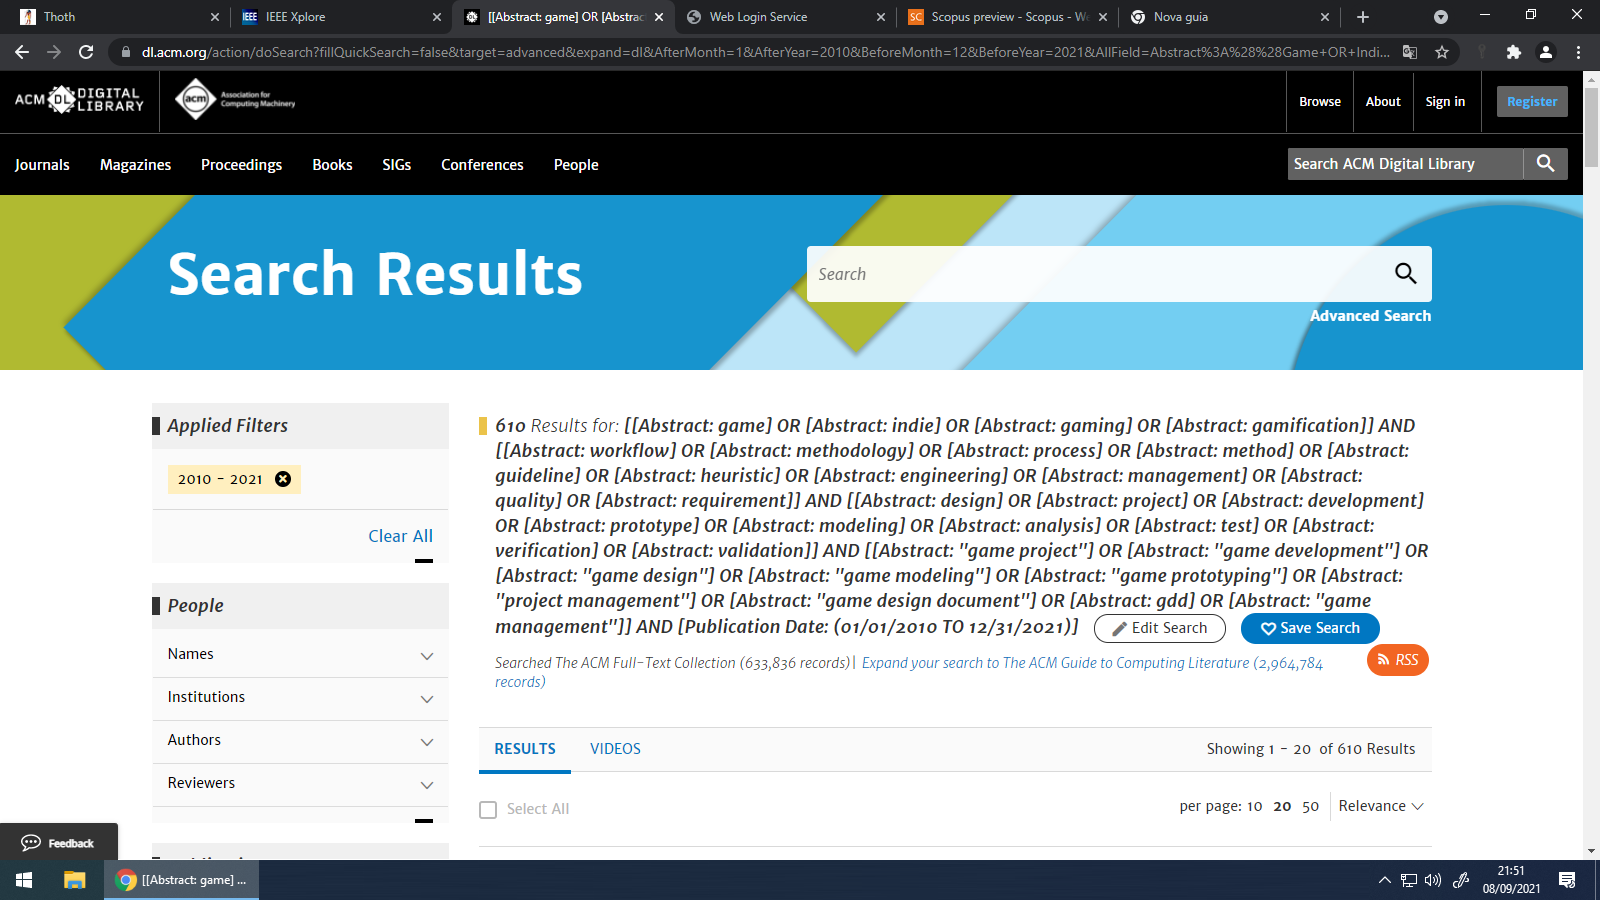 Thoth
IEEE Xplore
[[Abstract: game] OR [Abstrac
Web Login Service
Scopus preview - Scopus - We
Nova guia
dl.acm.org/action/doSearch?fillQuickSearch=false&target=advanced&expand=dl&AfterMonth=1&AfterYear=2010&BeforeMonth=12&BeforeYear=2021&AllField=Abstract%3A%28%28Game+OR+Indi...
ACM DL DIGITAL LIBRARY
acm Association for Computing Machinery
Browse
About
Sign in
Register
Journals
Magazines
Proceedings
Books
SIGs
Conferences
People
Search ACM Digital Library
Search Results
Search
Advanced Search
Applied Filters
2010 - 2021
Clear All
People
Names
Institutions
Authors
Reviewers
610 Results for: [[Abstract: game] OR [Abstract: indie] OR [Abstract: gaming] OR [Abstract: gamification]] AND
[[Abstract: workflow] OR [Abstract: methodology] OR [Abstract: process] OR [Abstract: method] OR [Abstract:
guideline] OR [Abstract: heuristic] OR [Abstract: engineering] OR [Abstract: management] OR [Abstract:
quality] OR [Abstract: requirement]] AND [[Abstract: design] OR [Abstract: project] OR [Abstract: development]
OR [Abstract: prototype] OR [Abstract: modeling] OR [Abstract: analysis] OR [Abstract: test] OR [Abstract:
verification] OR [Abstract: validation]] AND [[Abstract: "game project"] OR [Abstract: "game development"] OR
[Abstract: "game design"] OR [Abstract: "game modeling"] OR [Abstract: "game prototyping"] OR [Abstract:
"project management"] OR [Abstract: "game design document"] OR [Abstract: gdd] OR [Abstract: "game
management"]] AND [Publication Date: (01/01/2010 TO 12/31/2021)]
Edit Search
Save Search
Searched The ACM Full-Text Collection (633,836 records)| Expand your search to The ACM Guide to Computing Literature (2,964,784
records)
RSS
RESULTS
VIDEOS
Showing 1 - 20 of 610 Results
Select All
per page: 10 20 50
Relevance
Feedback
[[Abstract: game] ...
21:51
08/09/2021